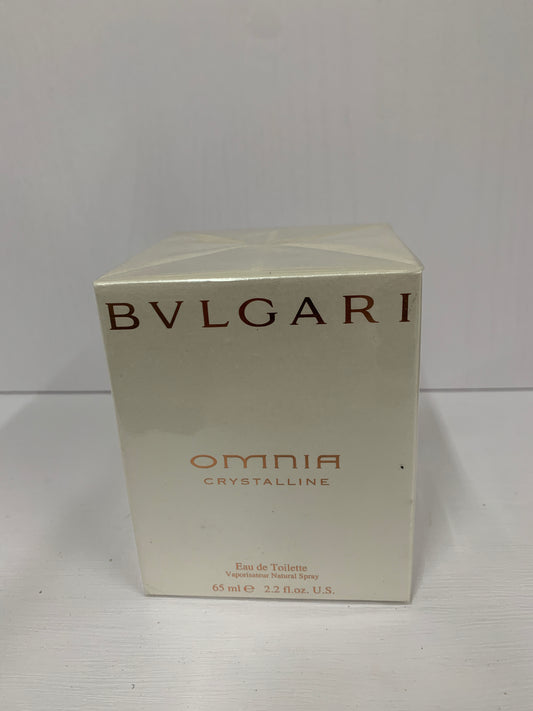 BVLGARI
OMNIA
CRYSTALLINE
Eau de Toilette
Vaporisateur Natural Spray
65 ml ℮ 2.2 fl.oz. U.S.